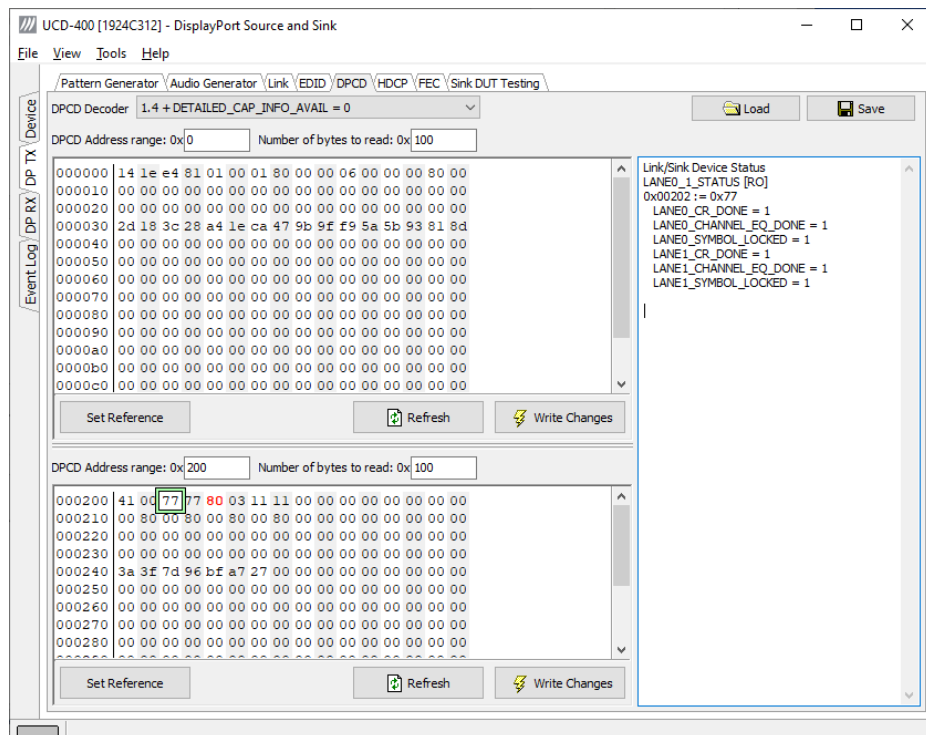 UCD-400 [1924C312] - DisplayPort Source and Sink
File View Tools Help
Pattern Generator Audio Generator Link EDID DPCD HDCP FEC Sink DUT Testing
Device
DP TX
DP RX
Event Log
DPCD Decoder 1.4 + DETAILED_CAP_INFO_AVAIL = 0
Load
Save
DPCD Address range: 0x 0 Number of bytes to read: 0x 100
000000 14 1e e4 81 01 00 01 80 00 00 06 00 00 00 80 00
000010 00 00 00 00 00 00 00 00 00 00 00 00 00 00 00 00
000020 00 00 00 00 00 00 00 00 00 00 00 00 00 00 00 00
000030 2d 18 3c 28 a4 1e ca 47 9b 9f f9 5a 5b 93 81 8d
000040 00 00 00 00 00 00 00 00 00 00 00 00 00 00 00 00
000050 00 00 00 00 00 00 00 00 00 00 00 00 00 00 00 00
000060 00 00 00 00 00 00 00 00 00 00 00 00 00 00 00 00
000070 00 00 00 00 00 00 00 00 00 00 00 00 00 00 00 00
000080 00 00 00 00 00 00 00 00 00 00 00 00 00 00 00 00
000090 00 00 00 00 00 00 00 00 00 00 00 00 00 00 00 00
0000a0 00 00 00 00 00 00 00 00 00 00 00 00 00 00 00 00
0000b0 00 00 00 00 00 00 00 00 00 00 00 00 00 00 00 00
0000c0 00 00 00 00 00 00 00 00 00 00 00 00 00 00 00 00
Set Reference
Refresh
Write Changes
DPCD Address range: 0x 200 Number of bytes to read: 0x 100
000200 41 00 77 77 80 03 11 11 00 00 00 00 00 00 00 00
000210 00 80 00 80 00 80 00 80 00 00 00 00 00 00 00 00
000220 00 00 00 00 00 00 00 00 00 00 00 00 00 00 00 00
000230 00 00 00 00 00 00 00 00 00 00 00 00 00 00 00 00
000240 3a 3f 7d 96 bf a7 27 00 00 00 00 00 00 00 00 00
000250 00 00 00 00 00 00 00 00 00 00 00 00 00 00 00 00
000260 00 00 00 00 00 00 00 00 00 00 00 00 00 00 00 00
000270 00 00 00 00 00 00 00 00 00 00 00 00 00 00 00 00
000280 00 00 00 00 00 00 00 00 00 00 00 00 00 00 00 00
Set Reference
Refresh
Write Changes
Link/Sink Device Status
LANE0_1_STATUS [RO]
0x00202 := 0x77
LANE0_CR_DONE = 1
LANE0_CHANNEL_EQ_DONE = 1
LANE0_SYMBOL_LOCKED = 1
LANE1_CR_DONE = 1
LANE1_CHANNEL_EQ_DONE = 1
LANE1_SYMBOL_LOCKED = 1